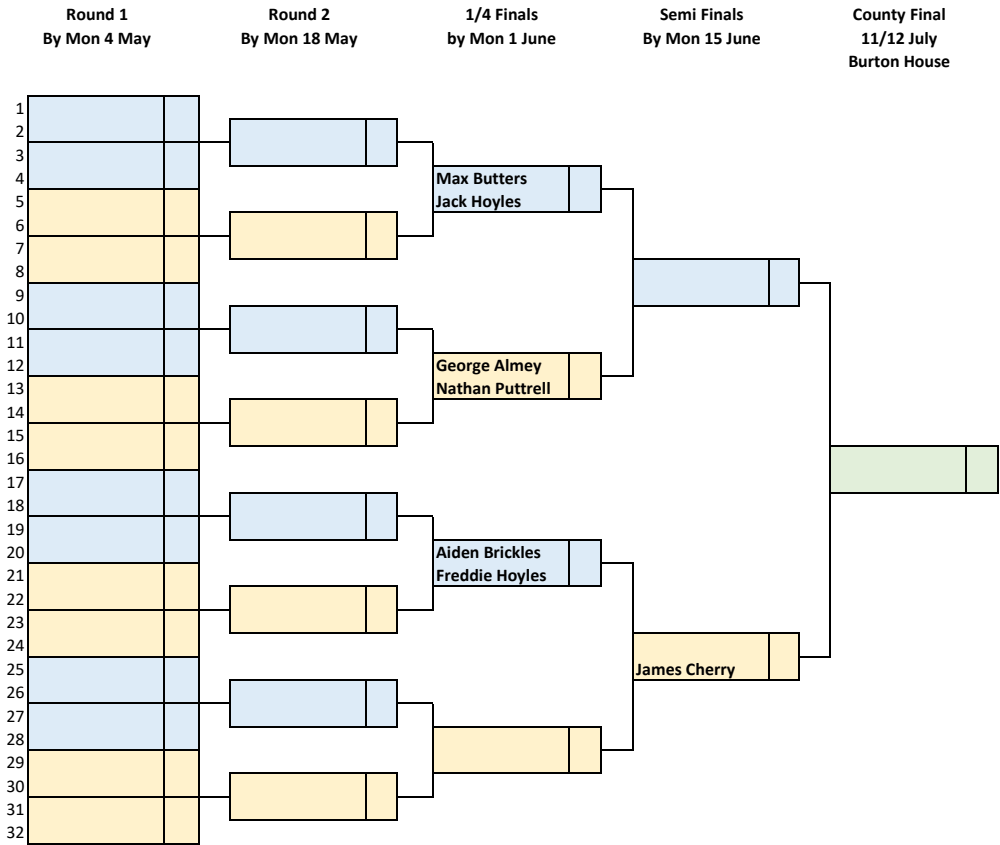 Round 1
By Mon 4 May
Round 2
By Mon 18 May
1/4 Finals
by Mon 1 June
Semi Finals
By Mon 15 June
County Final
11/12 July
Burton House
1
2
3
4
5
6
7
8
9
10
11
12
13
14
15
16
17
18
19
20
21
22
23
24
25
26
27
28
29
30
31
32
Max Butters
Jack Hoyles
George Almey
Nathan Puttrell
Aiden Brickles
Freddie Hoyles
James Cherry